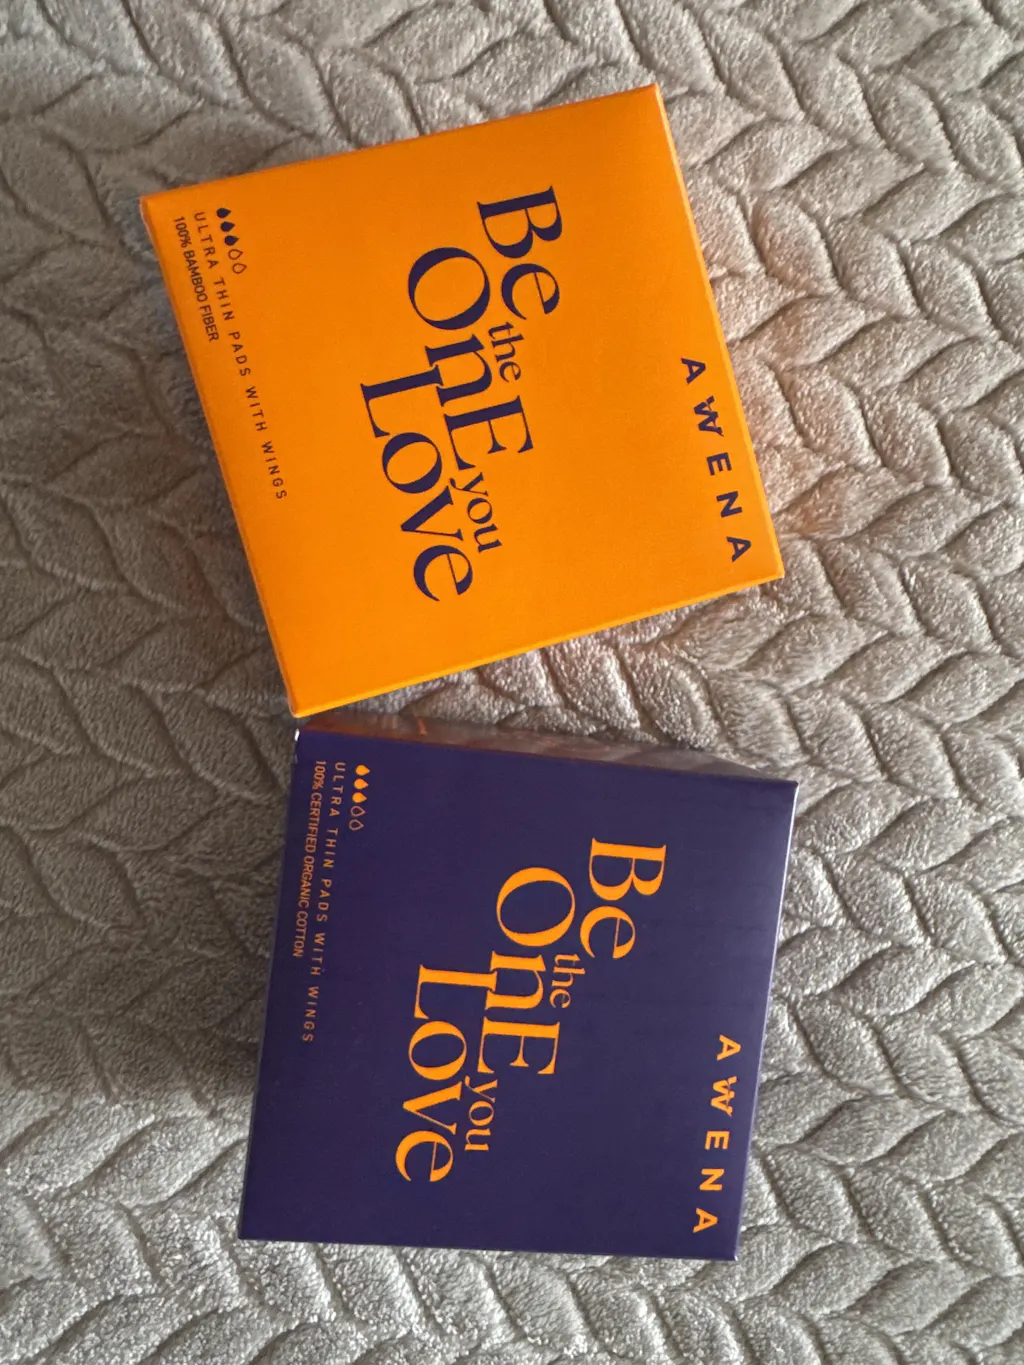 AWENA
Be
the
OnE
you
Love
ULTRA THIN PADS WITH WINGS
100% BAMBOO FIBER
AWENA
Be
the
OnE
you
Love
ULTRA THIN PADS WITH WINGS
100% CERTIFIED ORGANIC COTTON